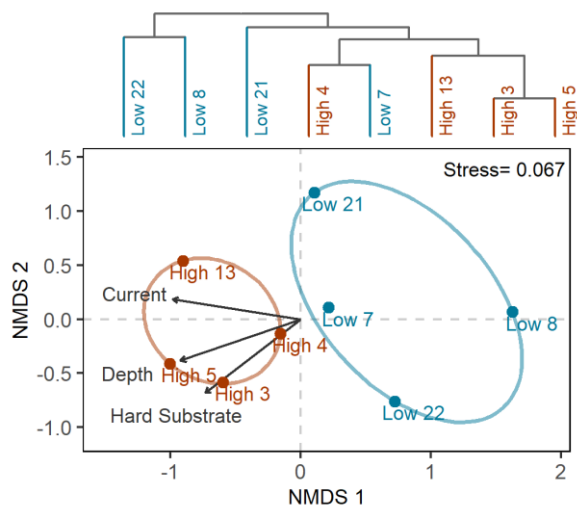 Low 22
Low 8
Low 21
High 4
Low 7
High 13
High 3
High 5
Stress= 0.067
1.5
1.0
0.5
0.0
-0.5
-1.0
NMDS 2
Low 21
High 13
Current
Low 7
Low 8
High 4
Depth
High 5
High 3
Hard Substrate
Low 22
-1
0
1
2
NMDS 1